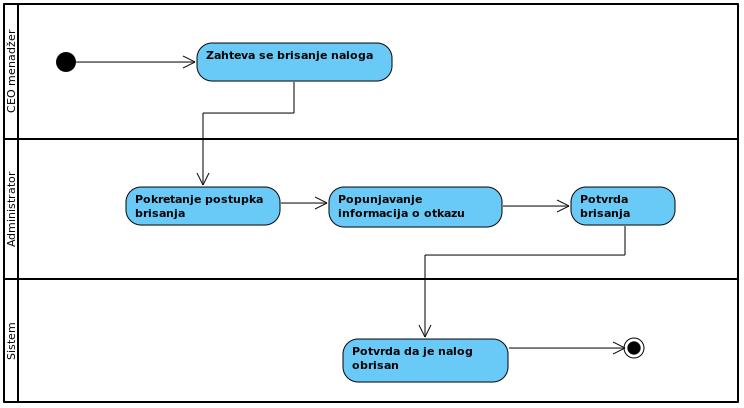 CEO menadžer
Zahteva se brisanje naloga
Administrator
Pokretanje postupka
brisanja
Popunjavanje
informacija o otkazu
Potvrda
brisanja
Sistem
Potvrda da je nalog
obrisan